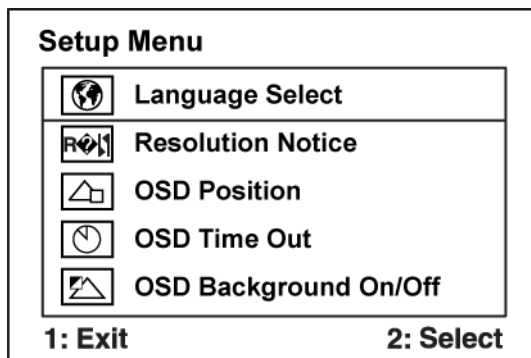 Setup Menu
Language Select
Resolution Notice
OSD Position
OSD Time Out
OSD Background On/Off
1: Exit 2: Select